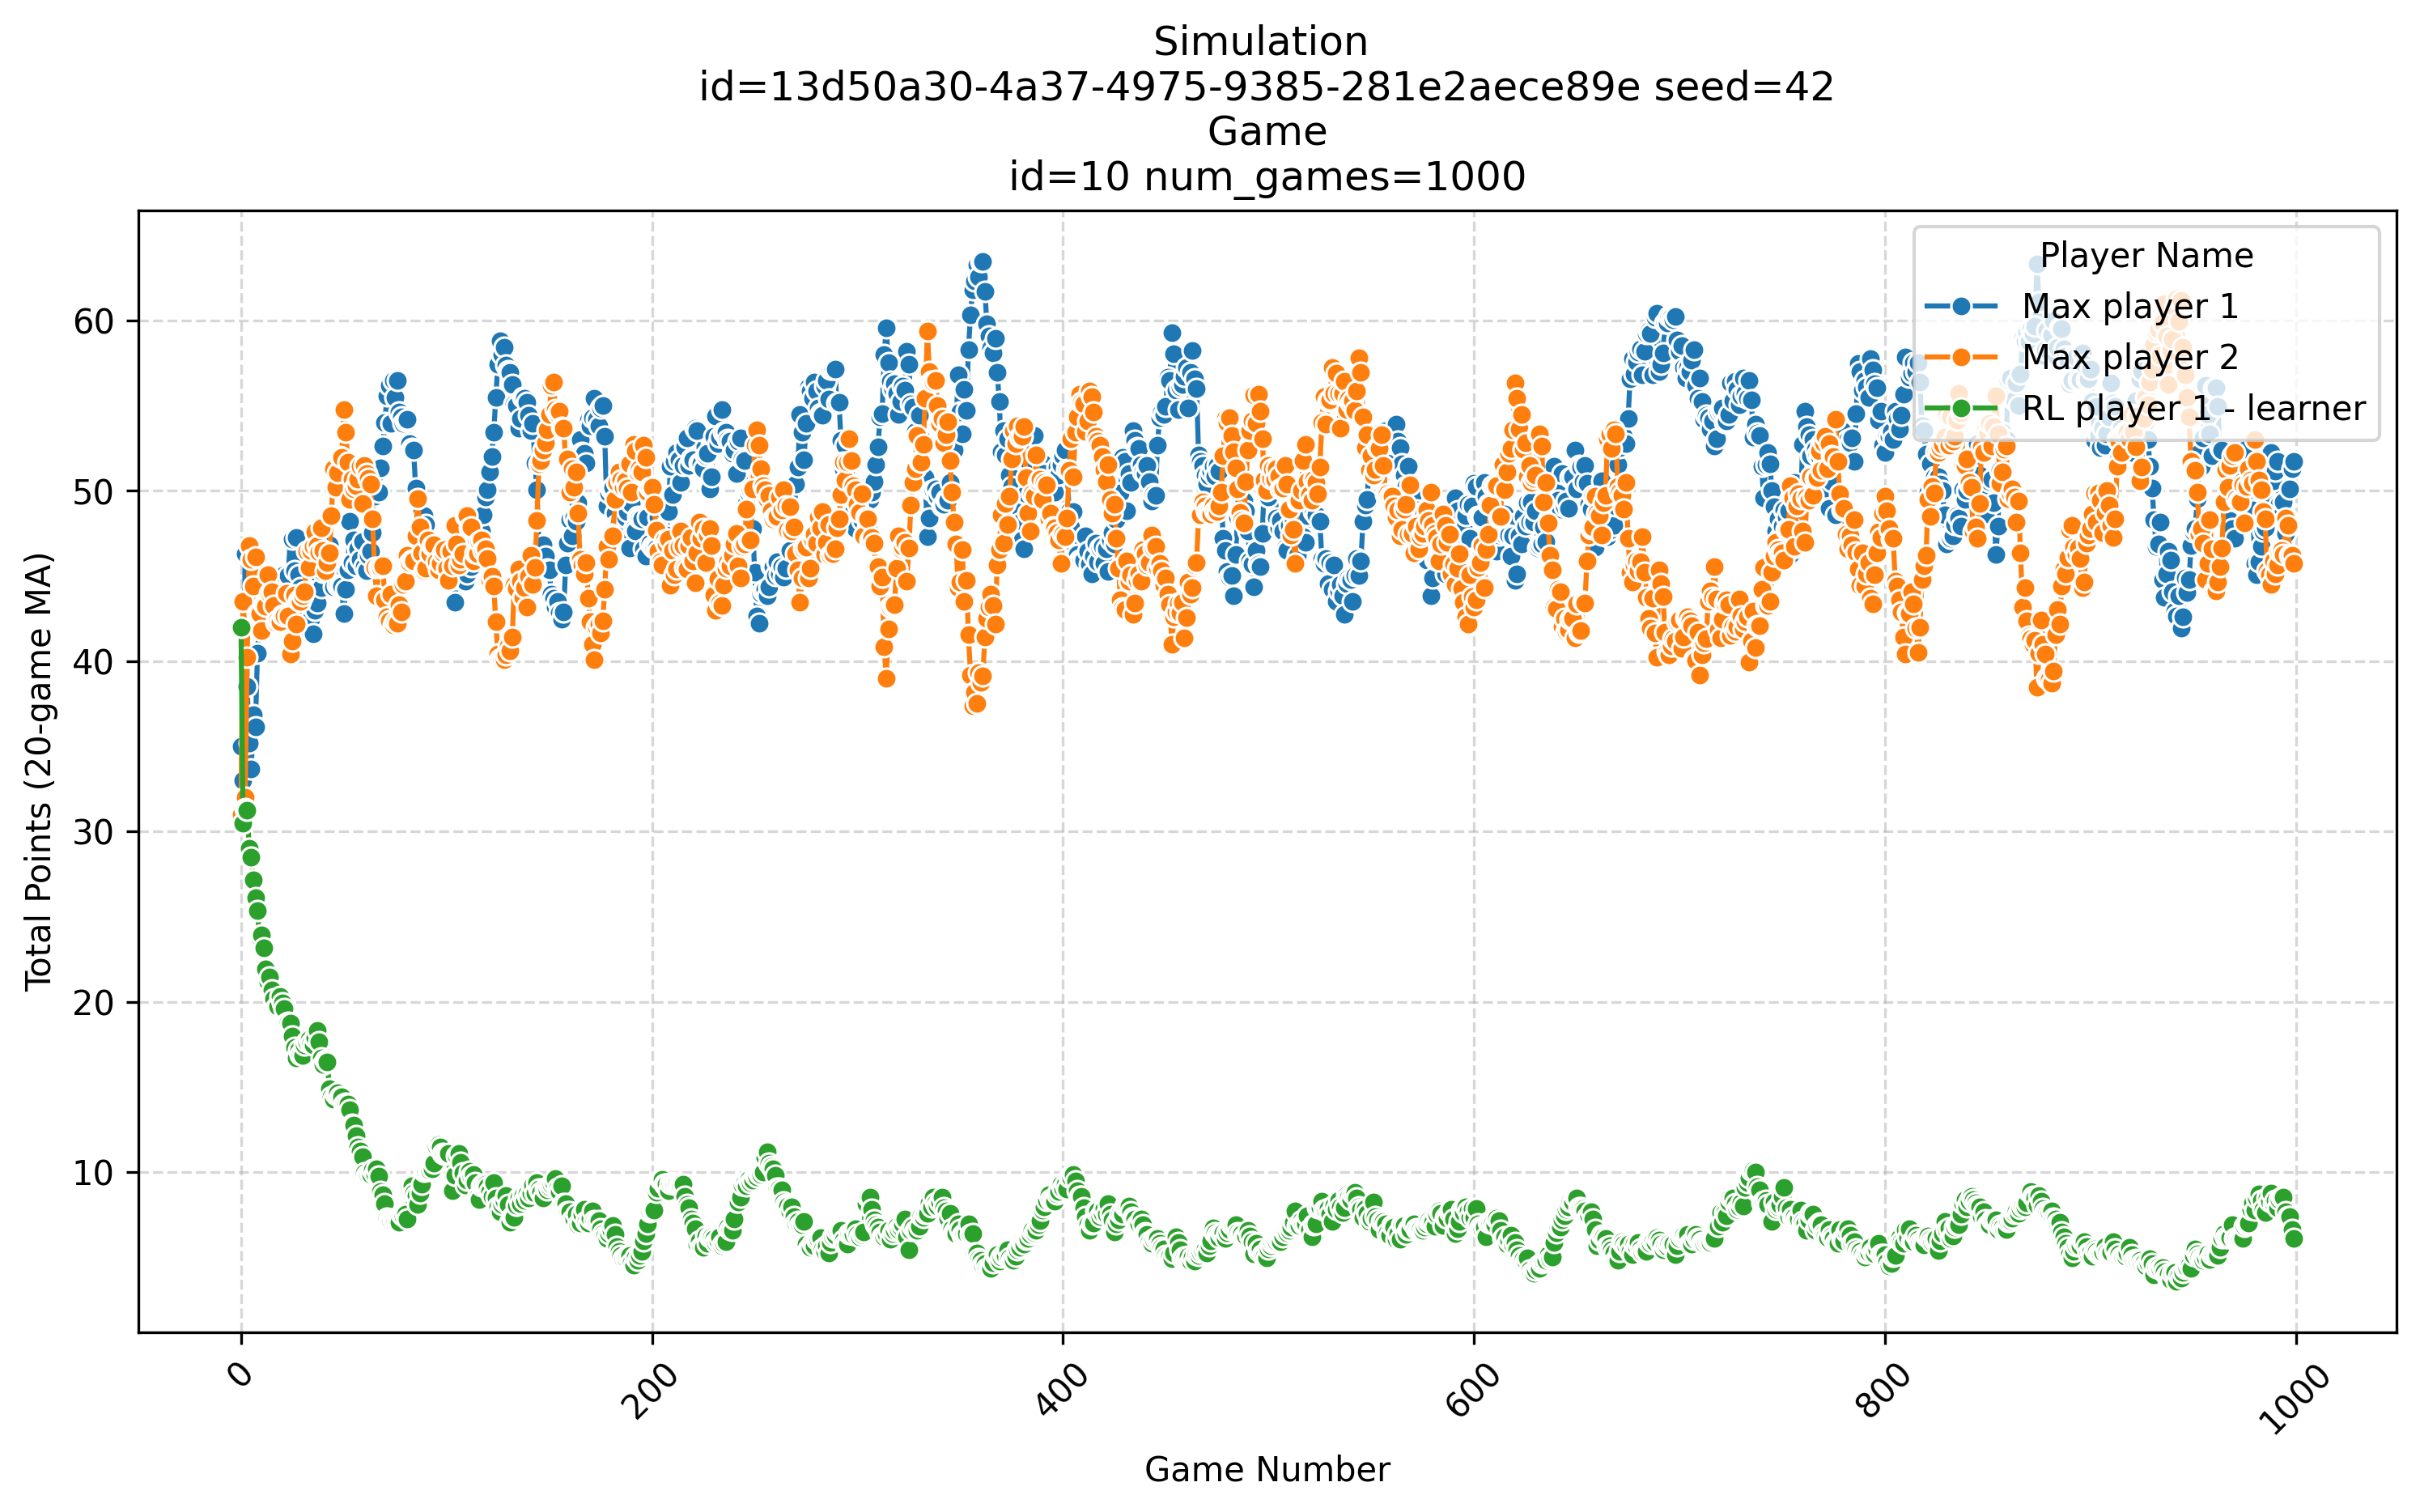 Simulation
id=13d50a30-4a37-4975-9385-281e2aece89e seed=42
Game
id=10 num_games=1000
Player Name
Max player 1
Max player 2
RL player 1 - learner
Total Points (20-game MA)
60
50
40
30
20
10
0
200
400
600
800
1000
Game Number